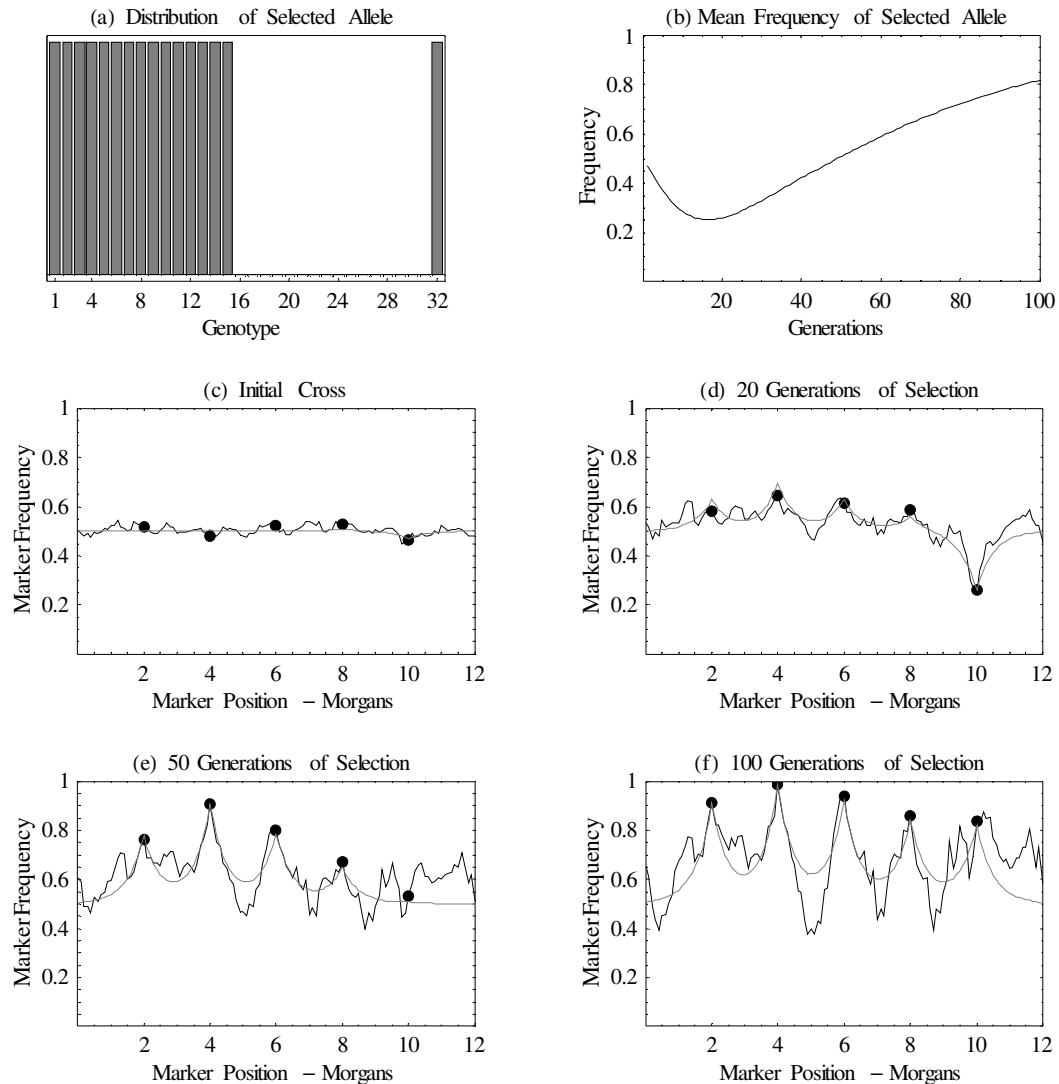 (a) Distribution of Selected Allele
1 4 8 12 16 20 24 28 32
Genotype
(b) Mean Frequency of Selected Allele
1
0.8
0.6
0.4
0.2
Frequency
20 40 60 80 100
Generations
(c) Initial Cross
1
0.8
0.6
0.4
0.2
Marker Frequency
2 4 6 8 10 12
Marker Position - Morgans
(d) 20 Generations of Selection
1
0.8
0.6
0.4
0.2
Marker Frequency
2 4 6 8 10 12
Marker Position - Morgans
(e) 50 Generations of Selection
1
0.8
0.6
0.4
0.2
Marker Frequency
2 4 6 8 10 12
Marker Position - Morgans
(f) 100 Generations of Selection
1
0.8
0.6
0.4
0.2
Marker Frequency
2 4 6 8 10 12
Marker Position - Morgans